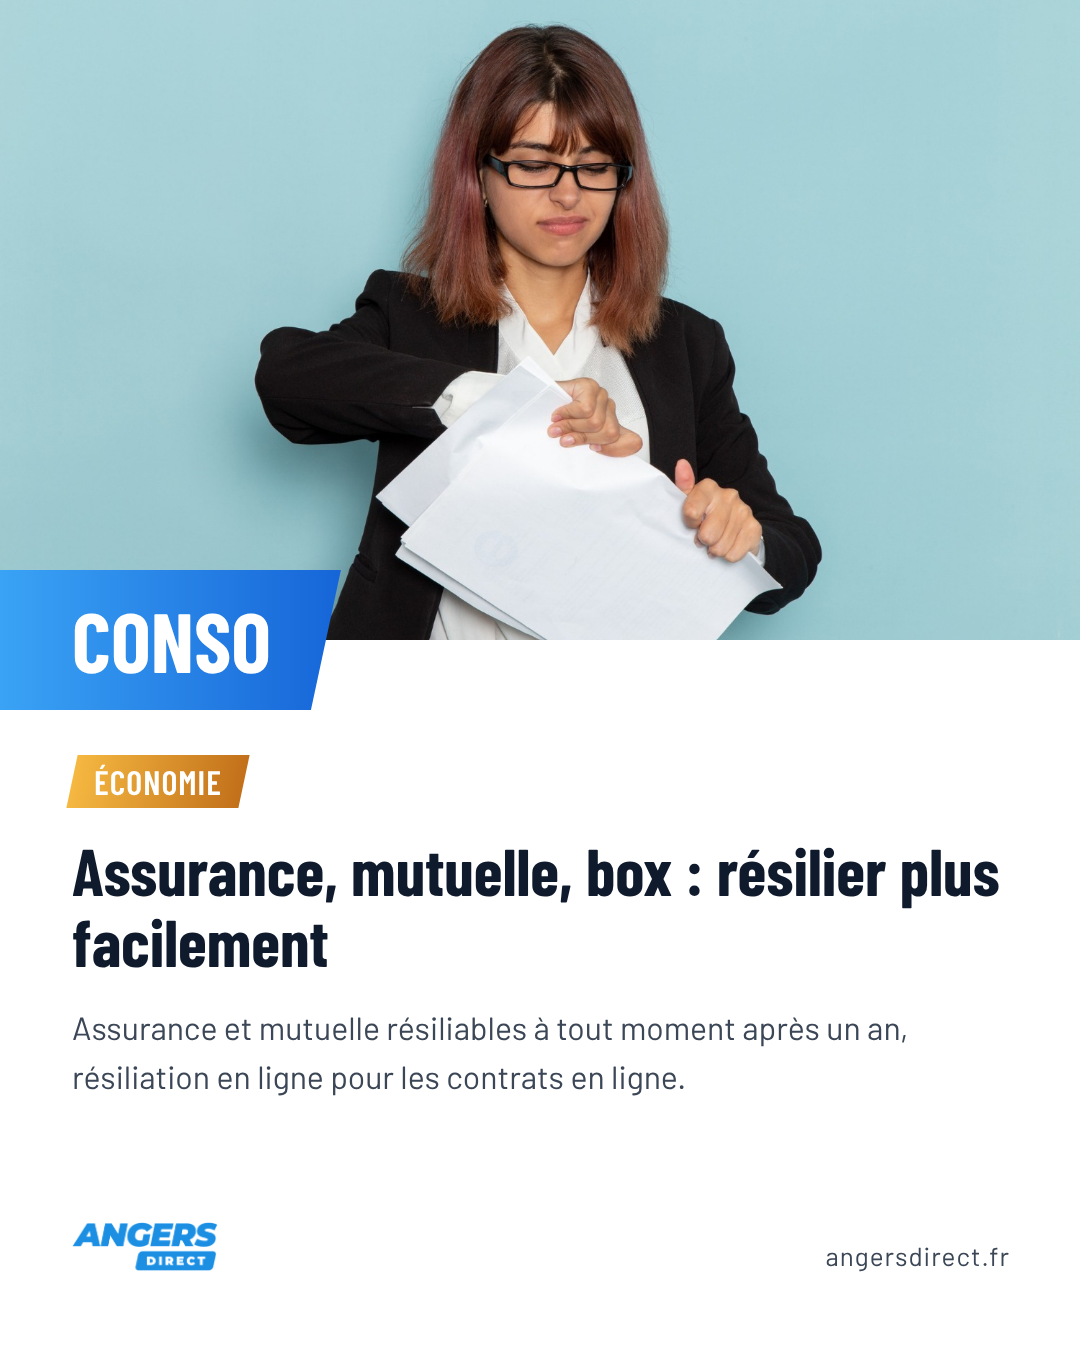 CONSO
ÉCONOMIE
Assurance, mutuelle, box : résilier plus
facilement
Assurance et mutuelle résiliables à tout moment après un an,
résiliation en ligne pour les contrats en ligne.
ANGERS
DIRECT
angersdirect.fr